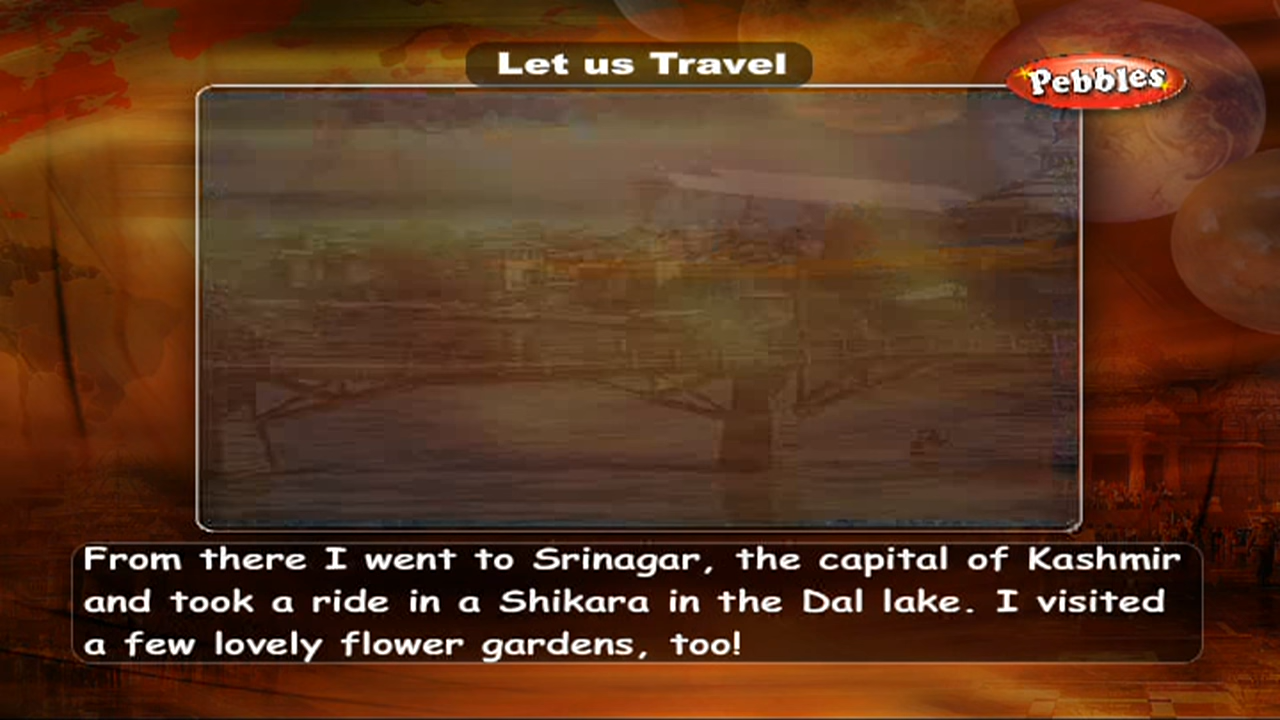 Let us Travel
Pebbles
From there I went to Srinagar, the capital of Kashmir
and took a ride in a Shikara in the Dal lake. I visited
a few lovely flower gardens, too!